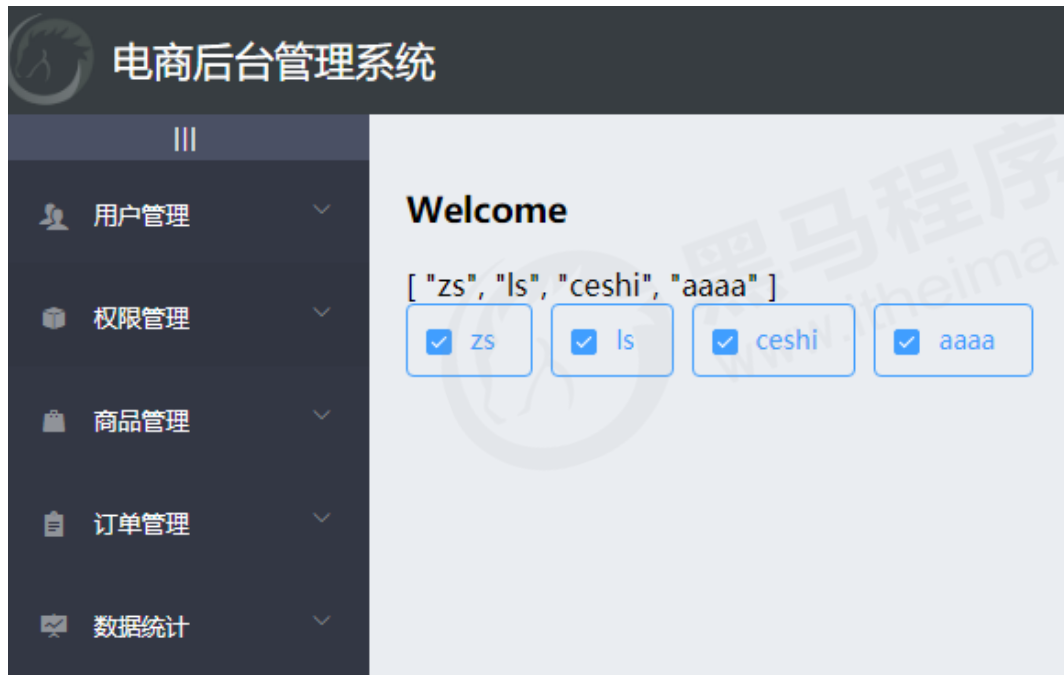 电商后台管理系统
|||
用户管理
权限管理
商品管理
订单管理
数据统计
Welcome
[ "zs", "ls", "ceshi", "aaaa" ]
zs ls ceshi aaaa
黑马程序
www.itheima